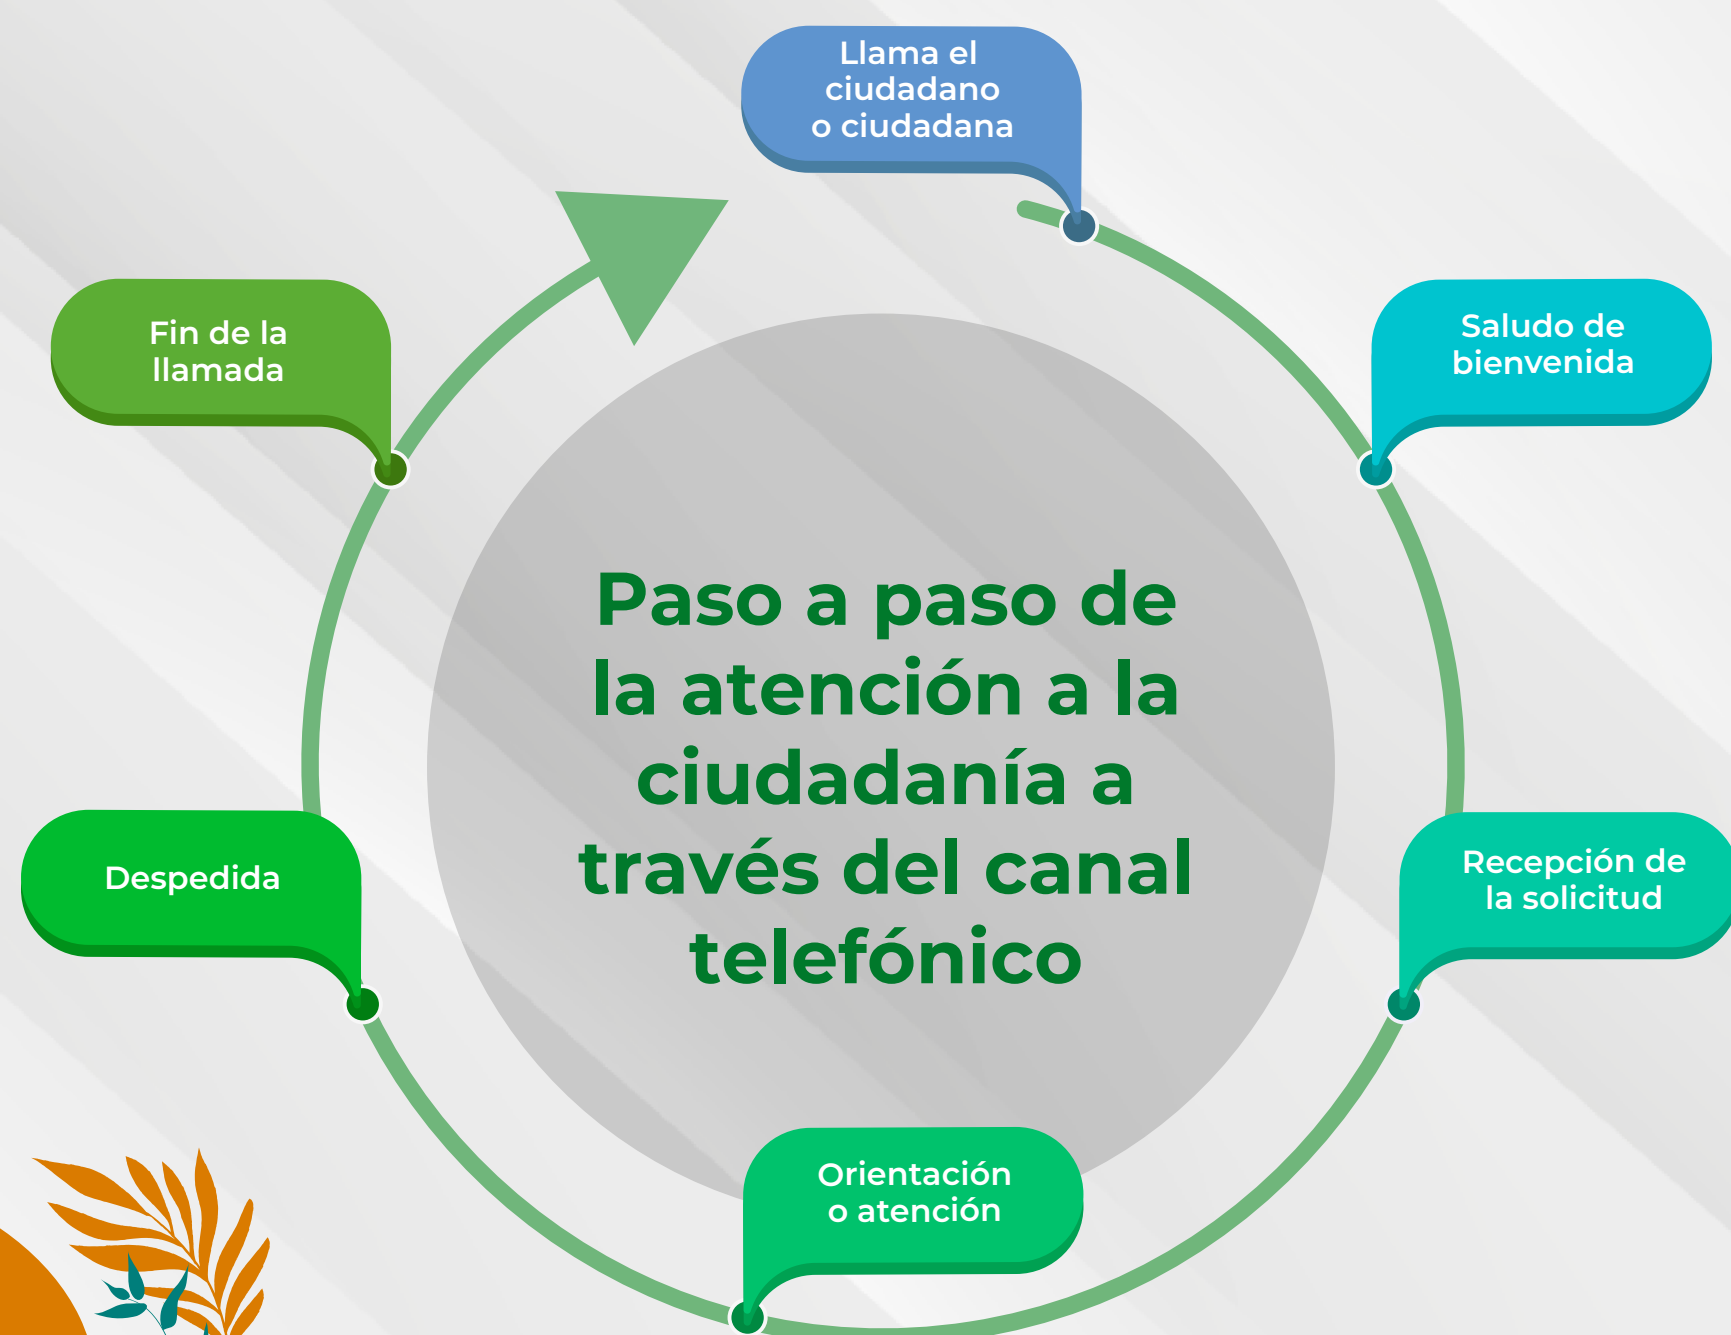 Llama el
ciudadano
o ciudadana
Saludo de
bienvenida
Recepción de
la solicitud
Orientación
o atención
Despedida
Fin de la
llamada
Paso a paso de
la atención a la
ciudadanía a
través del canal
telefónico